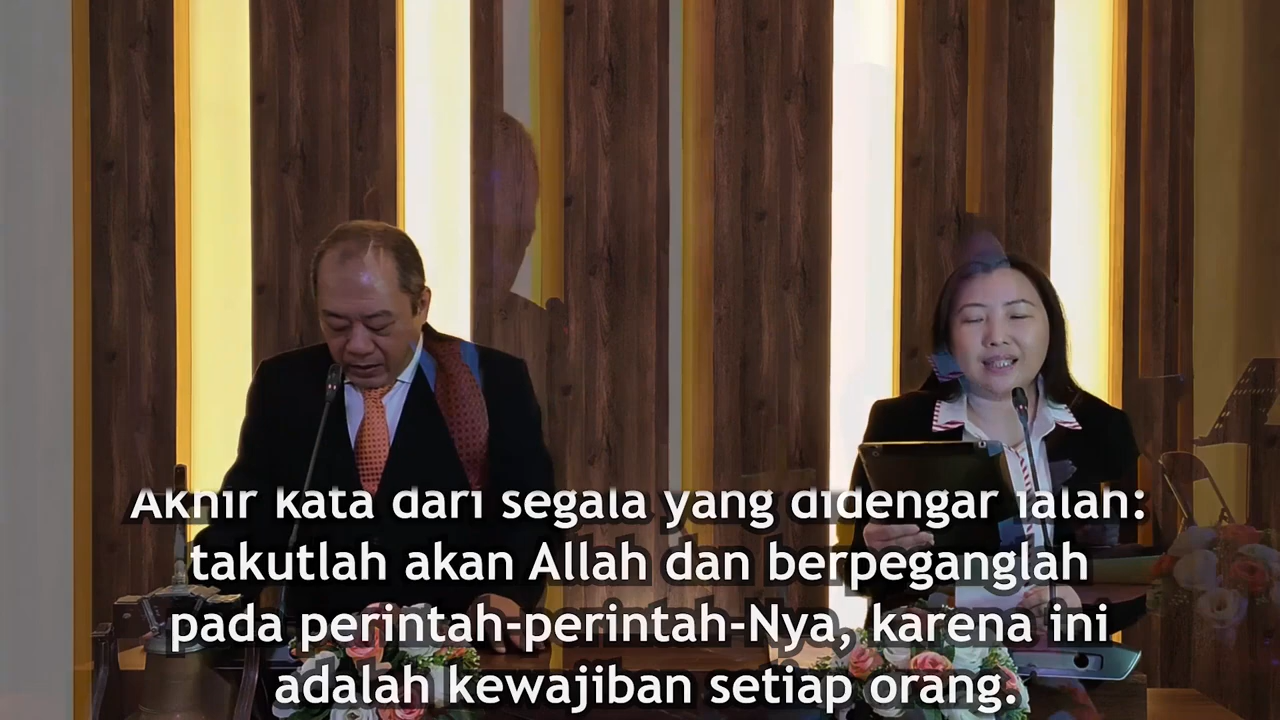 Akhir kata dari segala yang didengar ialah:
takutlah akan Allah dan berpeganglah
pada perintah-perintah-Nya, karena ini
adalah kewajiban setiap orang.